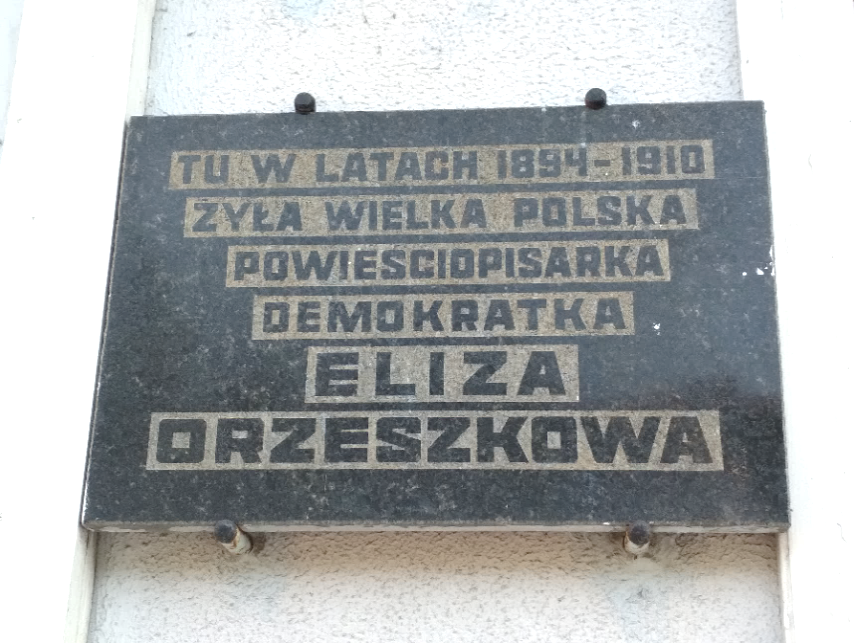 TU W LATACH 1894-1910
ŻYŁA WIELKA POLSKA
POWIEŚCIOPISARKA
DEMOKRATKA
ELIZA
ORZESZKOWA